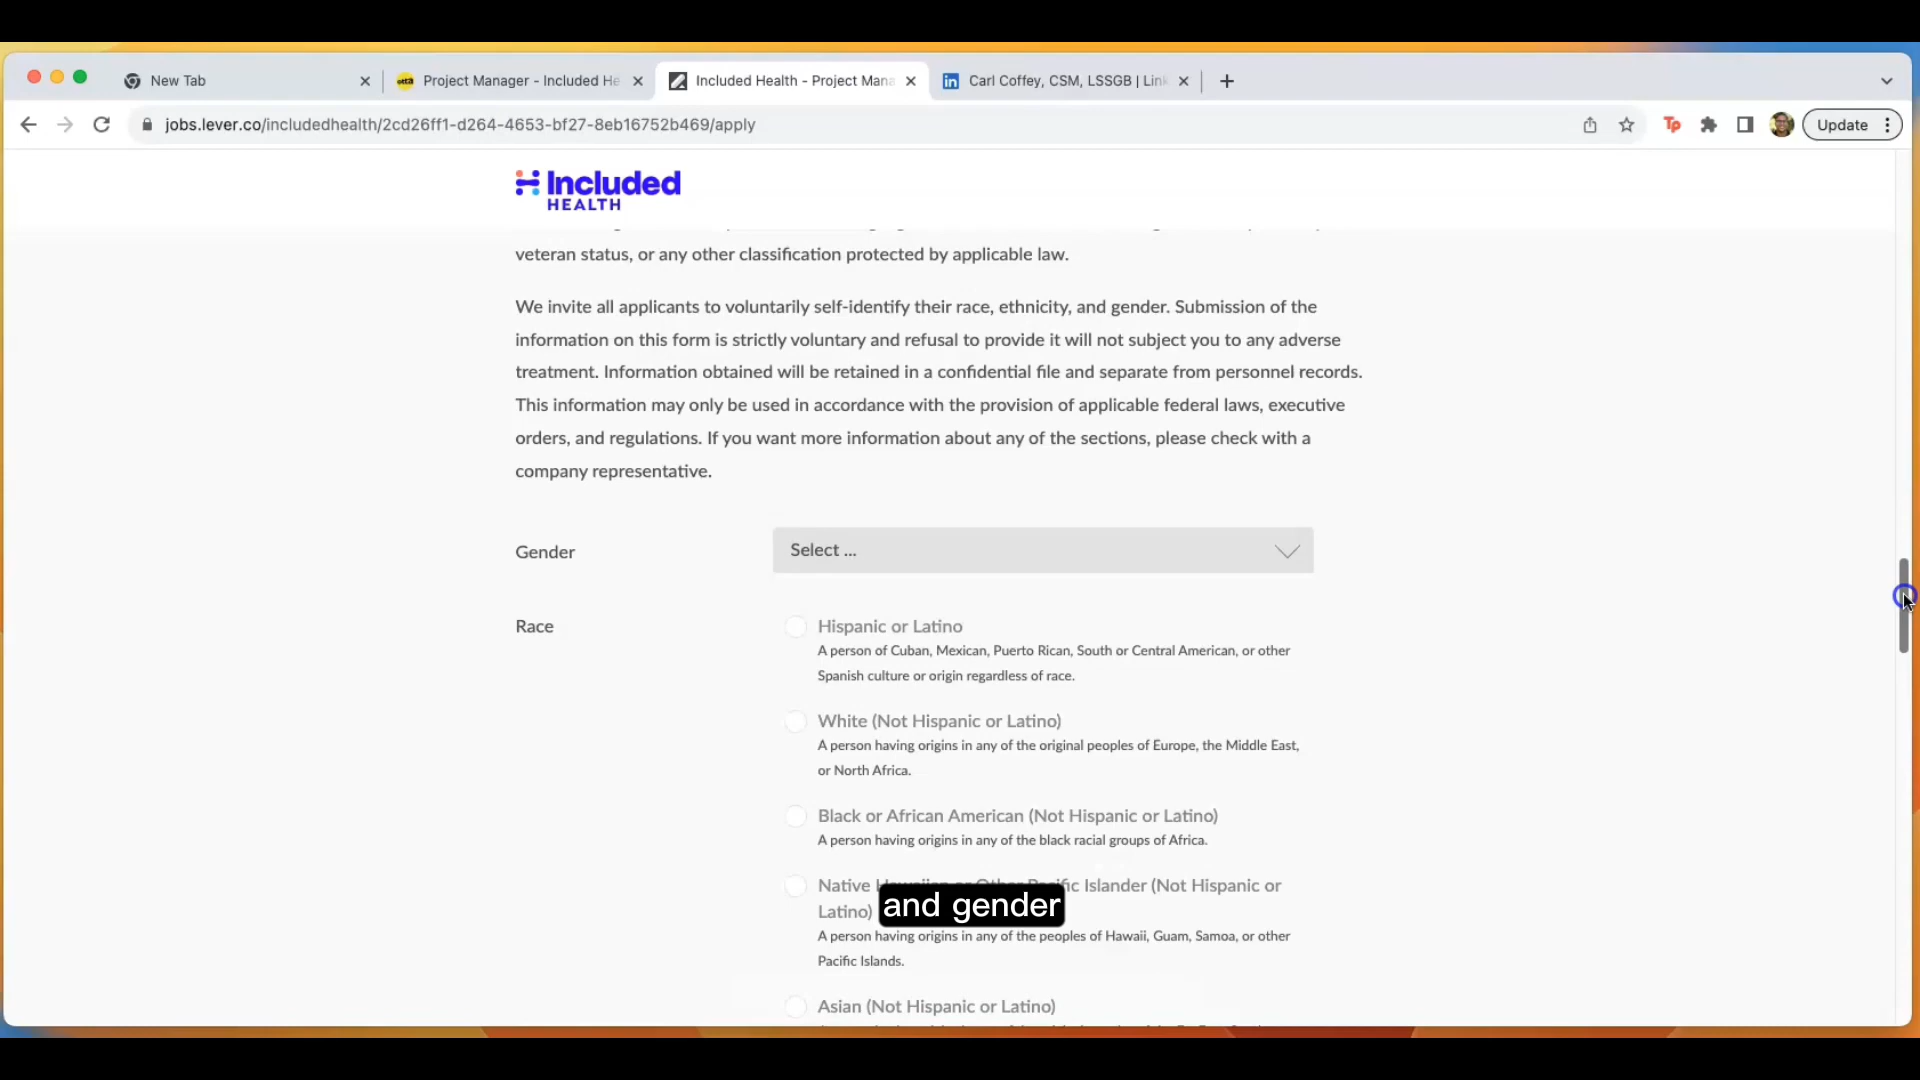 New Tab
Project Manager - Included He
Included Health - Project Mana
Carl Coffey, CSM, LSSGB | Link
jobs.lever.co/includedhealth/2cd26ff1-d264-4653-bf27-8eb16752b469/apply
Tp
Update
Included
HEALTH
veteran status, or any other classification protected by applicable law.
We invite all applicants to voluntarily self-identify their race, ethnicity, and gender. Submission of the
information on this form is strictly voluntary and refusal to provide it will not subject you to any adverse
treatment. Information obtained will be retained in a confidential file and separate from personnel records.
This information may only be used in accordance with the provision of applicable federal laws, executive
orders, and regulations. If you want more information about any of the sections, please check with a
company representative.
Gender
Select ...
Race
Hispanic or Latino
A person of Cuban, Mexican, Puerto Rican, South or Central American, or other
Spanish culture or origin regardless of race.
White (Not Hispanic or Latino)
A person having origins in any of the original peoples of Europe, the Middle East,
or North Africa.
Black or African American (Not Hispanic or Latino)
A person having origins in any of the black racial groups of Africa.
Native Hawaiian or Other Pacific Islander (Not Hispanic or
Latino)
and gender
A person having origins in any of the peoples of Hawaii, Guam, Samoa, or other
Pacific Islands.
Asian (Not Hispanic or Latino)